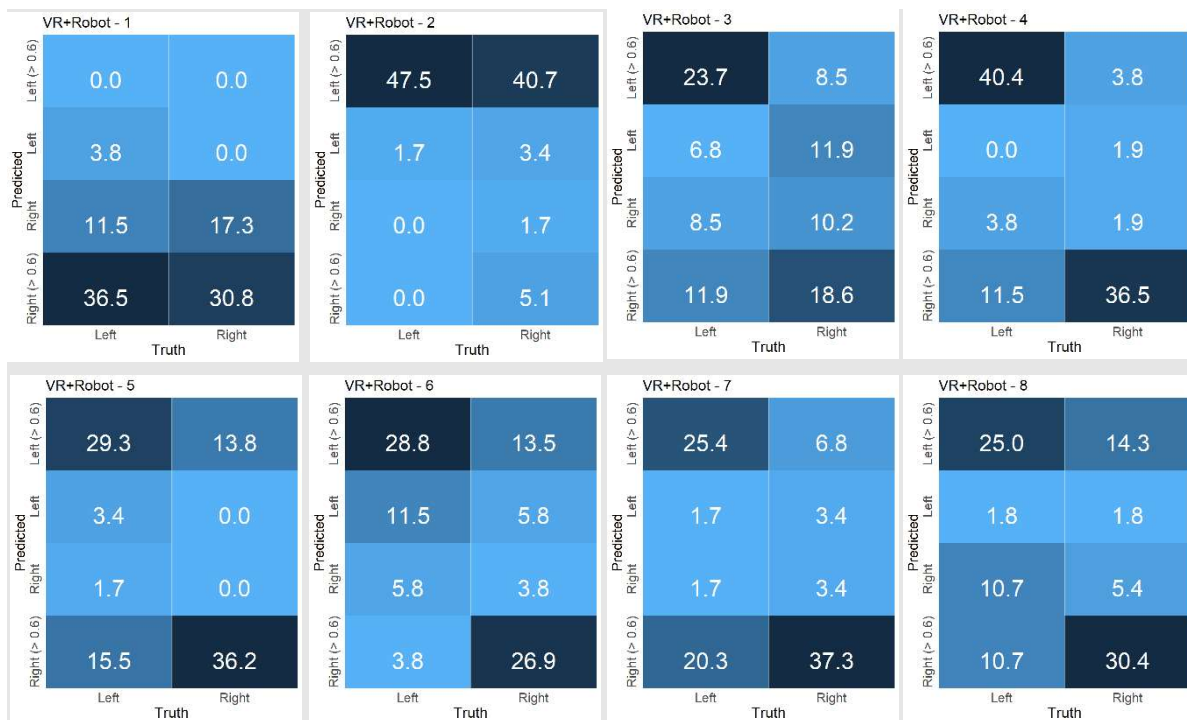 VR+Robot - 1
Predicted
Left (> 0.6)
Left
Right
Right (> 0.6)
0.0 0.0
3.8 0.0
11.5 17.3
36.5 30.8
Left Right
Truth
VR+Robot - 2
Predicted
Left (> 0.6)
Left
Right
Right (> 0.6)
47.5 40.7
1.7 3.4
0.0 1.7
0.0 5.1
Left Right
Truth
VR+Robot - 3
Predicted
Left (> 0.6)
Left
Right
Right (> 0.6)
23.7 8.5
6.8 11.9
8.5 10.2
11.9 18.6
Left Right
Truth
VR+Robot - 4
Predicted
Left (> 0.6)
Left
Right
Right (> 0.6)
40.4 3.8
0.0 1.9
3.8 1.9
11.5 36.5
Left Right
Truth
VR+Robot - 5
Predicted
Left (> 0.6)
Left
Right
Right (> 0.6)
29.3 13.8
3.4 0.0
1.7 0.0
15.5 36.2
Left Right
Truth
VR+Robot - 6
Predicted
Left (> 0.6)
Left
Right
Right (> 0.6)
28.8 13.5
11.5 5.8
5.8 3.8
3.8 26.9
Left Right
Truth
VR+Robot - 7
Predicted
Left (> 0.6)
Left
Right
Right (> 0.6)
25.4 6.8
1.7 3.4
1.7 3.4
20.3 37.3
Left Right
Truth
VR+Robot - 8
Predicted
Left (> 0.6)
Left
Right
Right (> 0.6)
25.0 14.3
1.8 1.8
10.7 5.4
10.7 30.4
Left Right
Truth